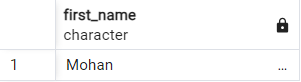 first_name
character
1 Mohan ...